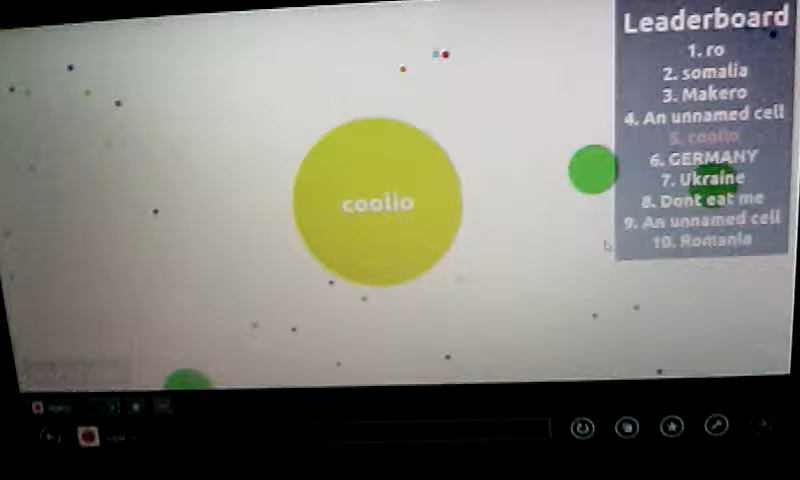 Leaderboard
1. ro
2. somalia
3. Makero
4. An unnamed cell
5. coolio
6. GERMANY
7. Ukraine
8. Dont eat me
9. An unnamed cell
10. Romania
coolio